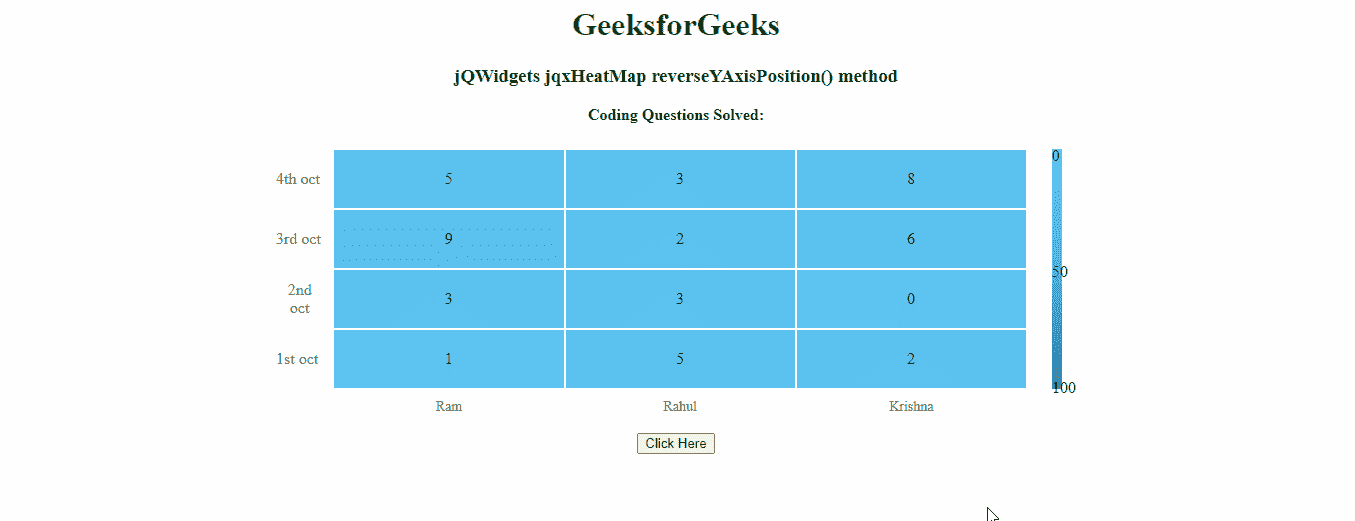 GeeksforGeeks
jQWidgets jqxHeatMap reverseYAxisPosition() method
Coding Questions Solved:
4th oct 5 3 8 0
3rd oct 9 2 6
50
2nd
oct 3 3 0
1st oct 1 5 2
100
Ram Rahul Krishna
Click Here